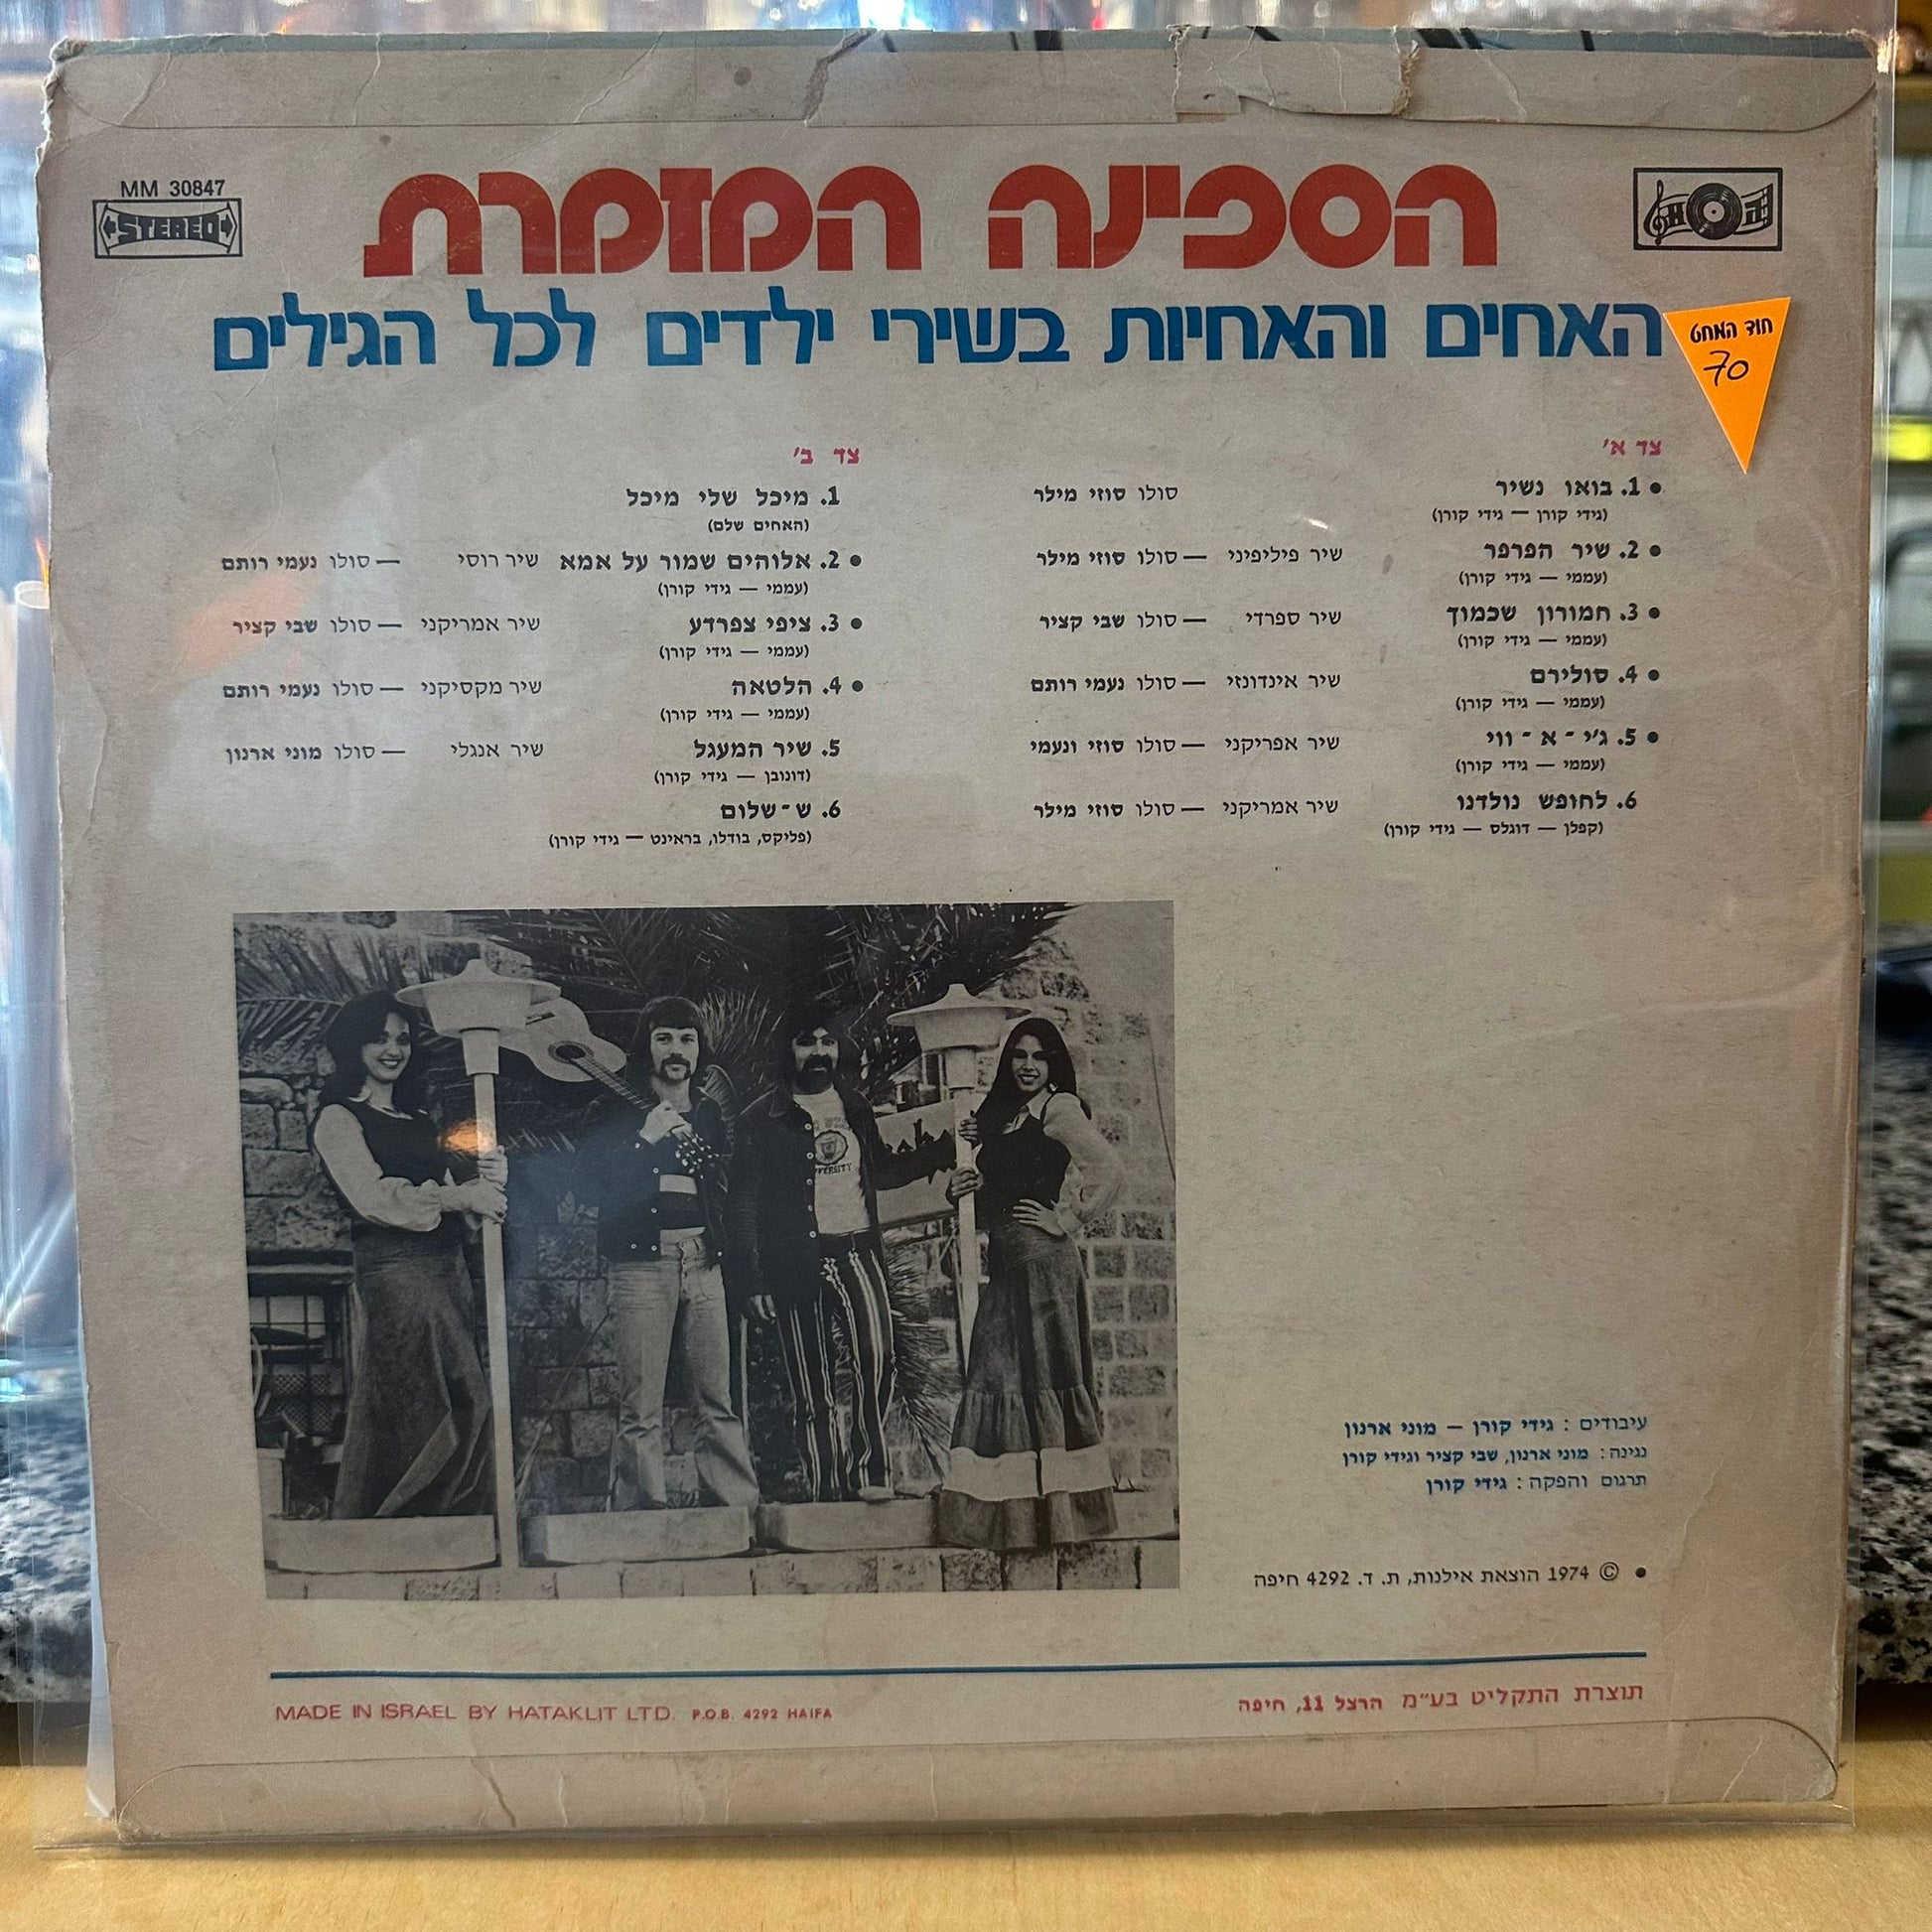 MM 30847
STEREO
הספינה המזמרת
האחים והאחיות בשירי ילדים לכל הגילים
חוד המחט
70
צד א'
• 1. בואו נשיר סולו סוזי מילר
(גידי קורן — גידי קורן)
• 2. שיר הפרפר שיר פיליפיני — סולו סוזי מילר
(עממי — גידי קורן)
• 3. חמורון שכמוך שיר ספרדי — סולו שבי קציר
(עממי — גידי קורן)
• 4. סולירם שיר אינדונזי — סולו נעמי רותם
(עממי — גידי קורן)
• 5. ג'י - א - ווי שיר אפריקני — סולו סוזי ונעמי
(עממי — גידי קורן)
6. לחופש נולדנו שיר אמריקני — סולו סוזי מילר
(קפלן — דוגלס — גידי קורן)
צד ב'
1. מיכל שלי מיכל
(האחים שלם)
• 2. אלוהים שמור על אמא שיר רוסי — סולו נעמי רותם
(עממי — גידי קורן)
• 3. ציפי צפרדע שיר אמריקני — סולו שבי קציר
(עממי — גידי קורן)
• 4. הלטאה שיר מקסיקני — סולו נעמי רותם
(עממי — גידי קורן)
5. שיר המעגל שיר אנגלי — סולו מוני ארנון
(דונובן — גידי קורן)
6. ש-שלום
(פליקס, בודלו, בראינט — גידי קורן)
עיבודים : גידי קורן — מוני ארנון
נגינה : מוני ארנון, שבי קציר וגידי קורן
תרגום והפקה : גידי קורן
• © 1974 הוצאת אילנות, ת. ד. 4292 חיפה
תוצרת התקליט בע"מ הרצל 11, חיפה
MADE IN ISRAEL BY HATAKLIT LTD. P.O.B. 4292 HAIFA